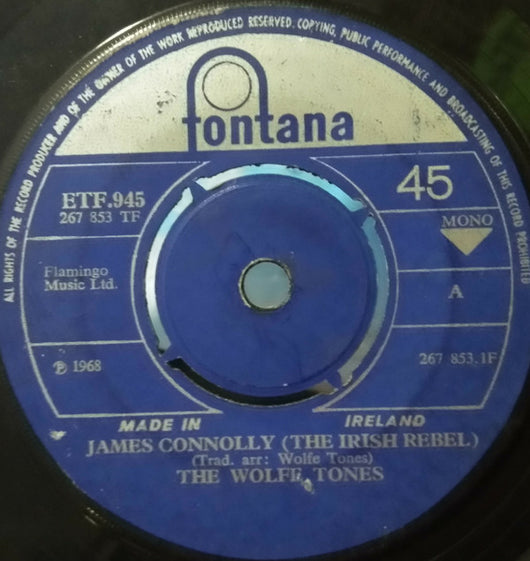 ALL RIGHTS OF THE RECORD PRODUCER AND OF THE OWNER OF THE WORK REPRODUCED RESERVED. COPYING, PUBLIC PERFORMANCE AND BROADCASTING OF THIS RECORD PROHIBITED
fontana
ETF.945
267 853 TF
45
MONO
Flamingo
Music Ltd.
A
℗ 1968
267 853.1F
MADE IN IRELAND
JAMES CONNOLLY (THE IRISH REBEL)
(Trad. arr: Wolfe Tones)
THE WOLFE TONES